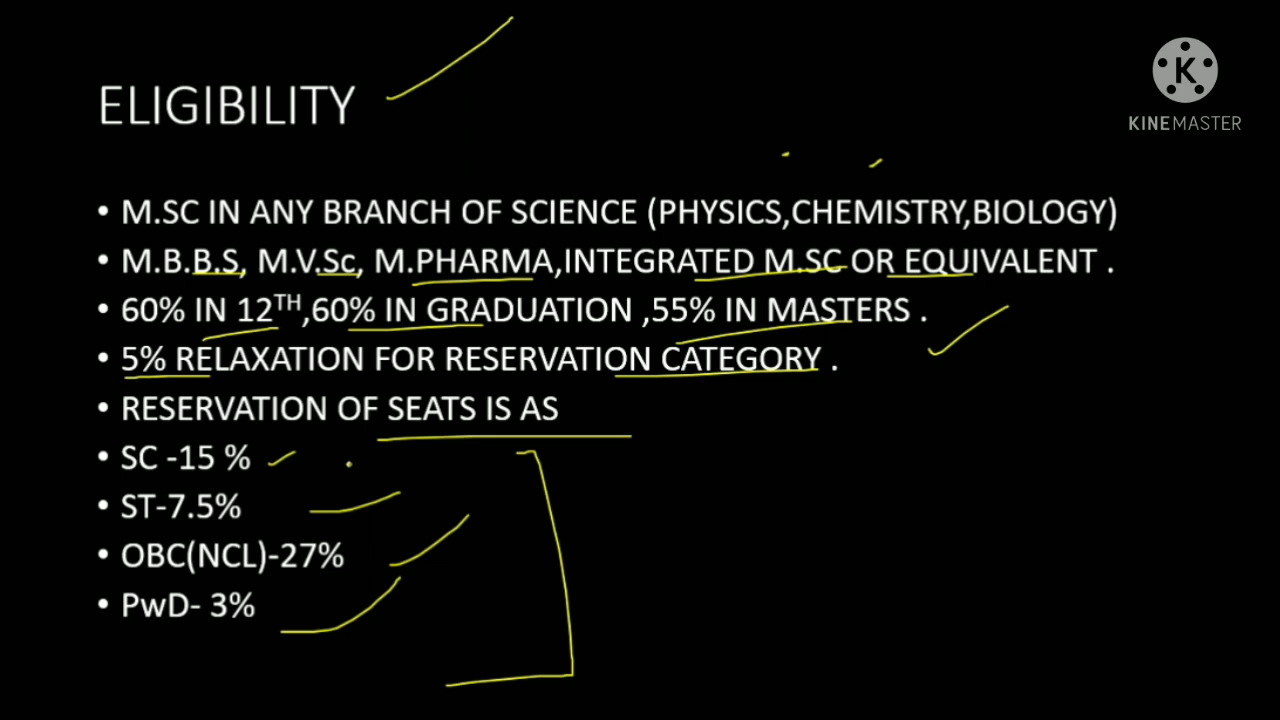 ELIGIBILITY
K
KINEMASTER
• M.SC IN ANY BRANCH OF SCIENCE (PHYSICS,CHEMISTRY,BIOLOGY)
• M.B.B.S, M.V.Sc, M.PHARMA,INTEGRATED M.SC OR EQUIVALENT .
• 60% IN 12TH,60% IN GRADUATION ,55% IN MASTERS .
• 5% RELAXATION FOR RESERVATION CATEGORY .
• RESERVATION OF SEATS IS AS
• SC -15 %
• ST-7.5%
• OBC(NCL)-27%
• PwD- 3%